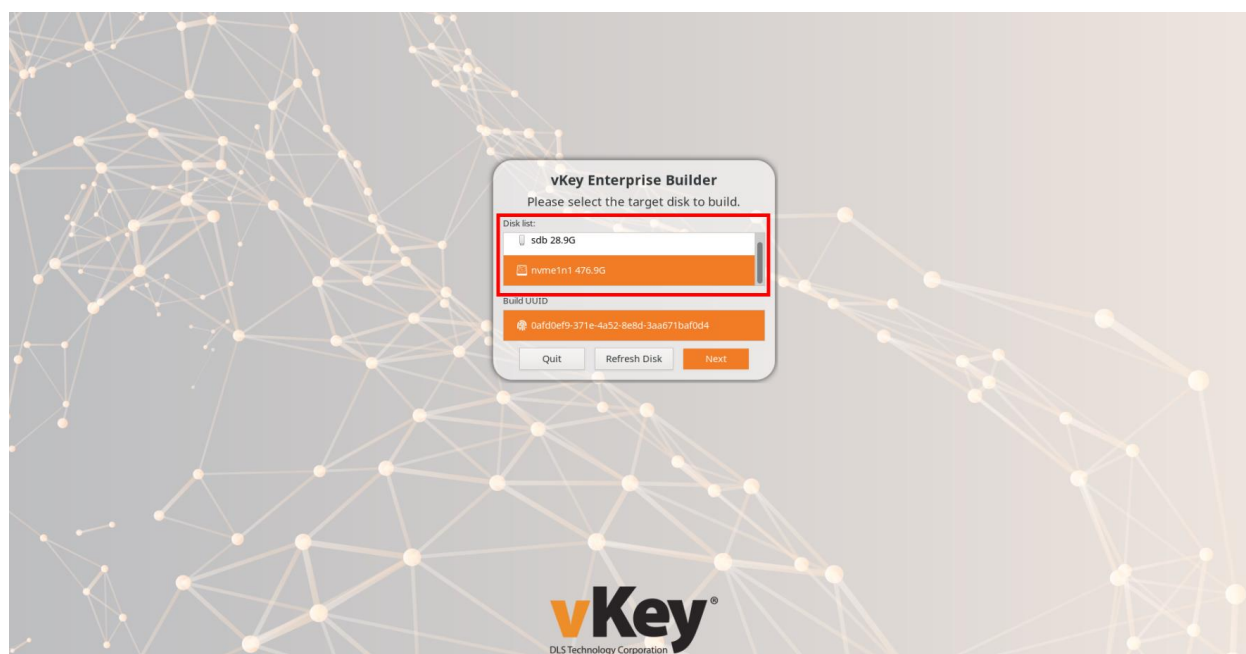 vKey Enterprise Builder
Please select the target disk to build.
Disk list:
sdb 28.9G
nvme1n1 476.9G
Build UUID
0afd0ef9-371e-4a52-8e8d-3aa671baf0d4
Quit
Refresh Disk
Next
vKey®
DLS Technology Corporation